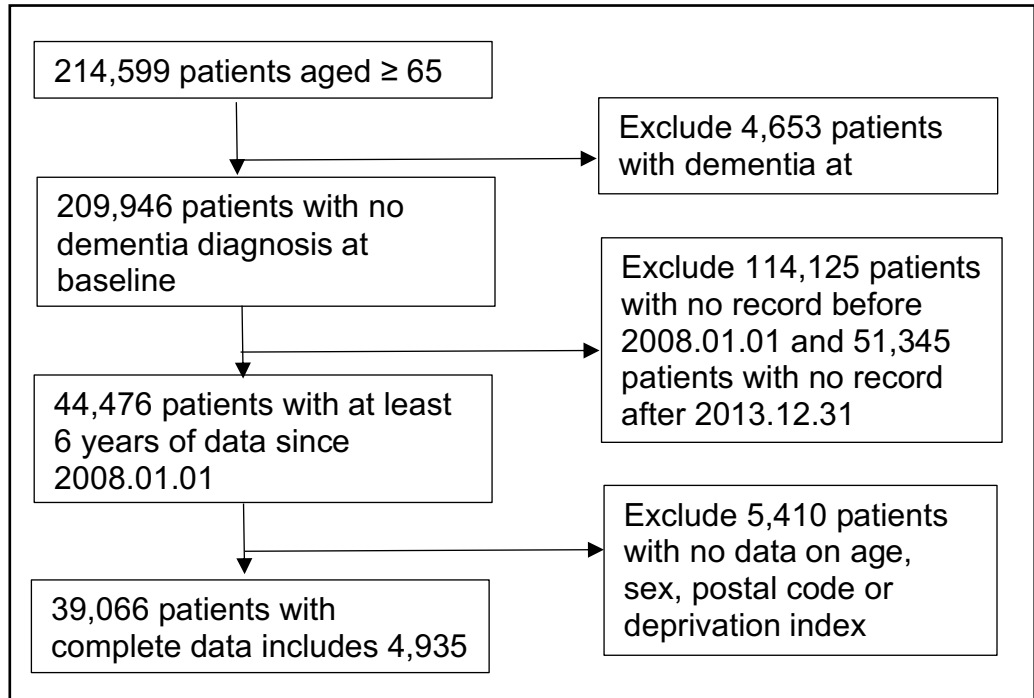 214,599 patients aged ≥ 65
Exclude 4,653 patients
with dementia at
209,946 patients with no
dementia diagnosis at
baseline
Exclude 114,125 patients
with no record before
2008.01.01 and 51,345
patients with no record
after 2013.12.31
44,476 patients with at least
6 years of data since
2008.01.01
Exclude 5,410 patients
with no data on age,
sex, postal code or
deprivation index
39,066 patients with
complete data includes 4,935